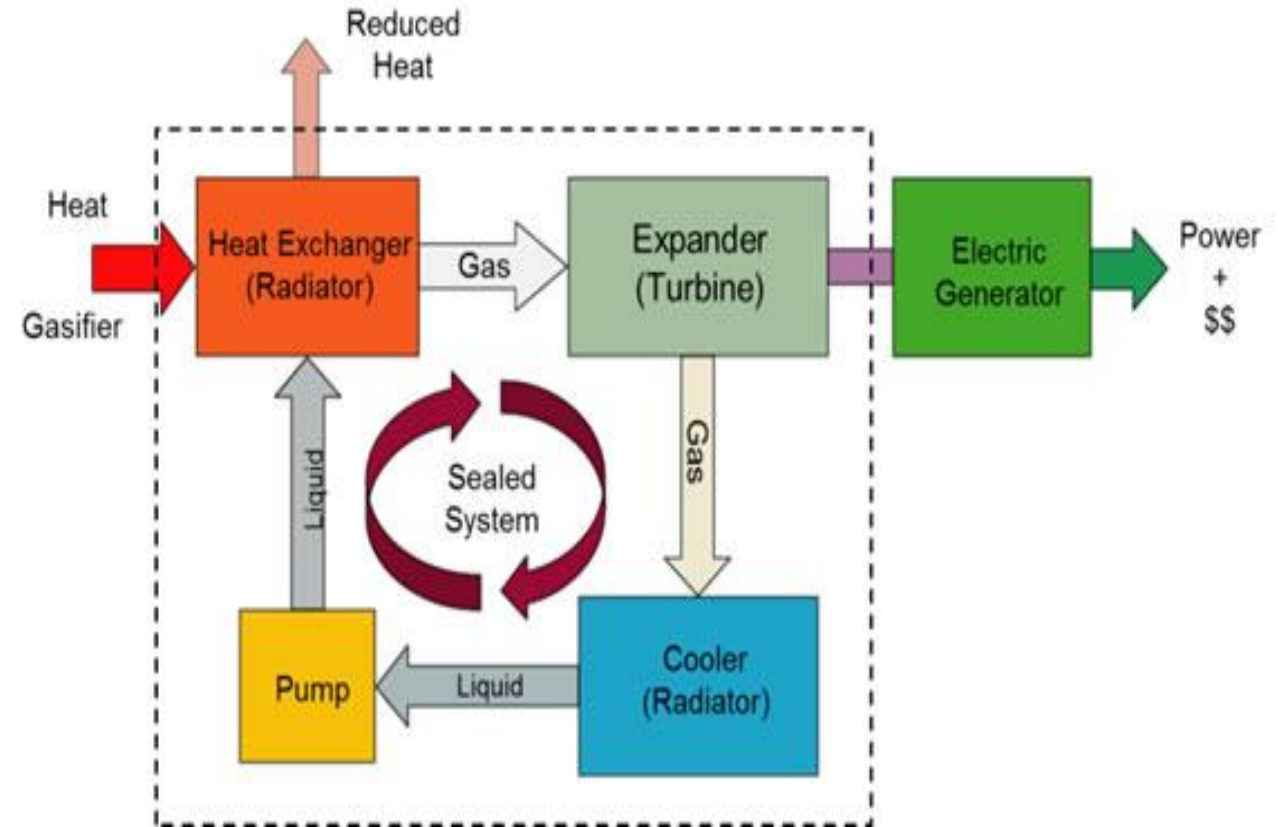 Reduced
Heat
Heat
Gasifier
Heat Exchanger
(Radiator)
Gas
Expander
(Turbine)
Electric
Generator
Power
+
$$
Liquid
Sealed
System
Gas
Pump
Liquid
Cooler
(Radiator)